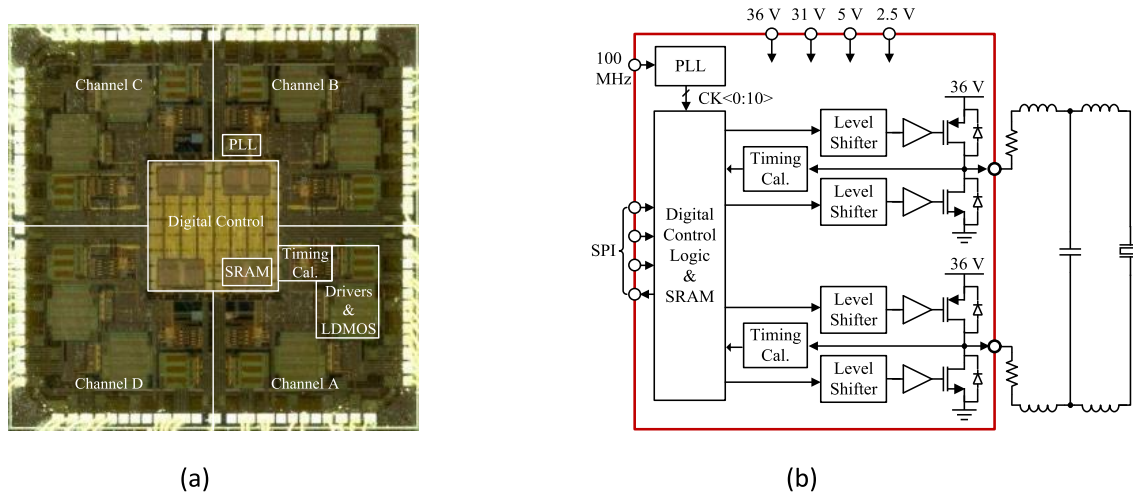 Channel C
Channel B
PLL
Digital Control
SRAM
Timing
Cal.
Drivers
&
LDMOS
Channel D
Channel A
(a)
36 V
31 V
5 V
2.5 V
100
MHz
PLL
CK<0:10>
36 V
Level
Shifter
Timing
Cal.
Level
Shifter
SPI
Digital
Control
Logic
&
SRAM
36 V
Level
Shifter
Timing
Cal.
Level
Shifter
(b)